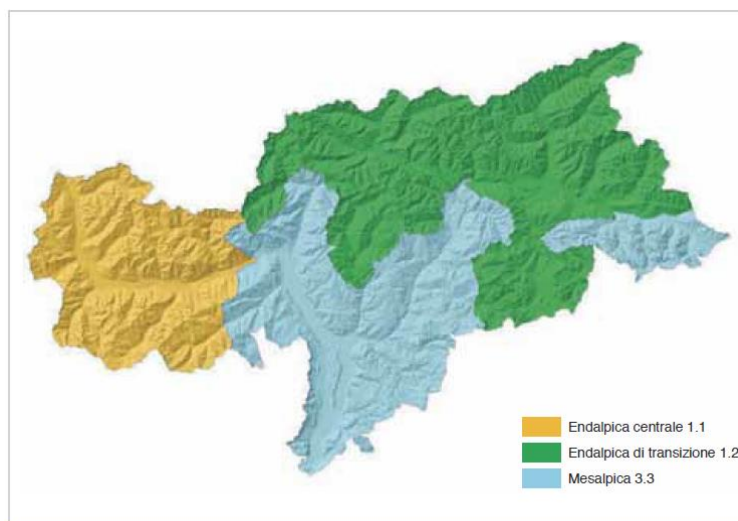 Endalpica centrale 1.1
Endalpica di transizione 1.2
Mesalpica 3.3